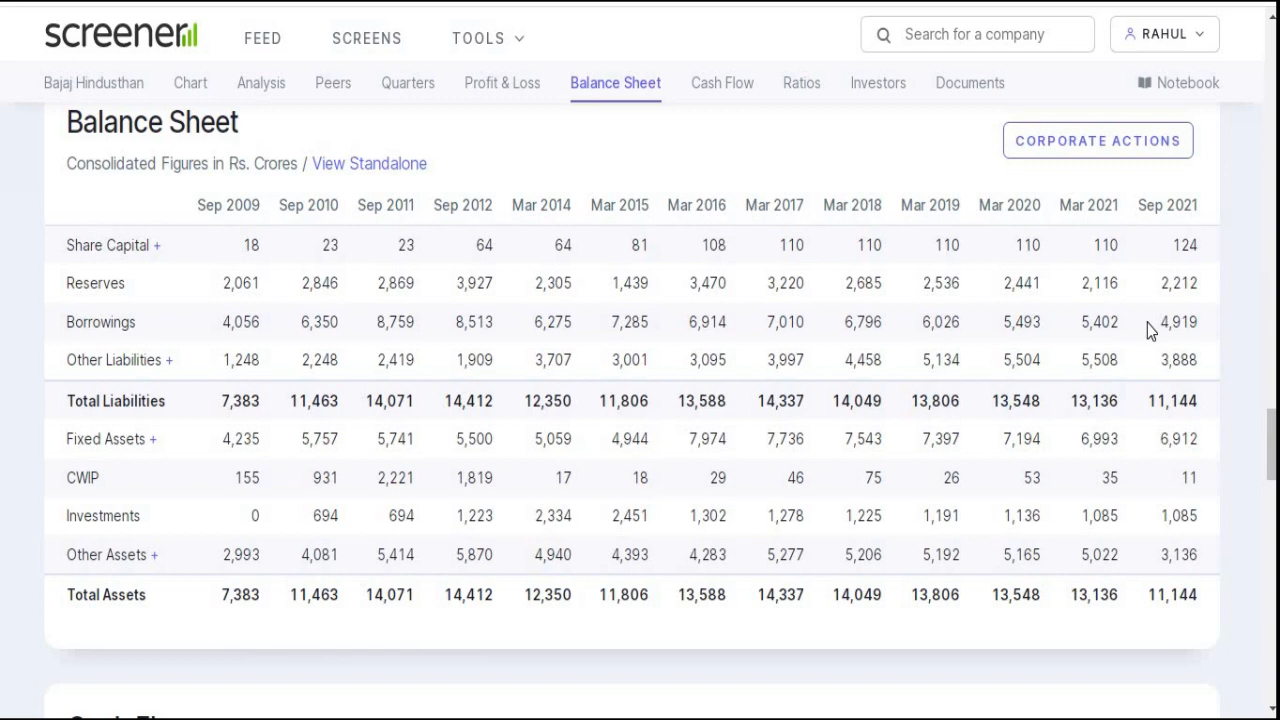 screener FEED SCREENS TOOLS Search for a company RAHUL
Bajaj Hindusthan Chart Analysis Peers Quarters Profit & Loss Balance Sheet Cash Flow Ratios Investors Documents Notebook
Balance Sheet
CORPORATE ACTIONS
Consolidated Figures in Rs. Crores / View Standalone
Sep 2009 Sep 2010 Sep 2011 Sep 2012 Mar 2014 Mar 2015 Mar 2016 Mar 2017 Mar 2018 Mar 2019 Mar 2020 Mar 2021 Sep 2021
Share Capital + 18 23 23 64 64 81 108 110 110 110 110 110 124
Reserves 2,061 2,846 2,869 3,927 2,305 1,439 3,470 3,220 2,685 2,536 2,441 2,116 2,212
Borrowings 4,056 6,350 8,759 8,513 6,275 7,285 6,914 7,010 6,796 6,026 5,493 5,402 4,919
Other Liabilities + 1,248 2,248 2,419 1,909 3,707 3,001 3,095 3,997 4,458 5,134 5,504 5,508 3,888
Total Liabilities 7,383 11,463 14,071 14,412 12,350 11,806 13,588 14,337 14,049 13,806 13,548 13,136 11,144
Fixed Assets + 4,235 5,757 5,741 5,500 5,059 4,944 7,974 7,736 7,543 7,397 7,194 6,993 6,912
CWIP 155 931 2,221 1,819 17 18 29 46 75 26 53 35 11
Investments 0 694 694 1,223 2,334 2,451 1,302 1,278 1,225 1,191 1,136 1,085 1,085
Other Assets + 2,993 4,081 5,414 5,870 4,940 4,393 4,283 5,277 5,206 5,192 5,165 5,022 3,136
Total Assets 7,383 11,463 14,071 14,412 12,350 11,806 13,588 14,337 14,049 13,806 13,548 13,136 11,144